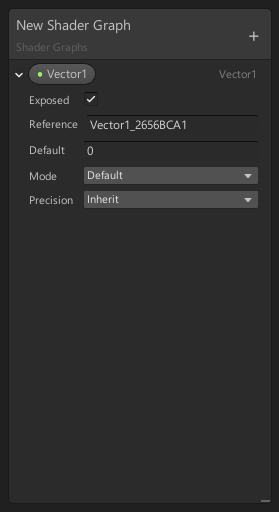 New Shader Graph
Shader Graphs
Vector1 Vector1
Exposed
Reference Vector1_2656BCA1
Default 0
Mode Default
Precision Inherit